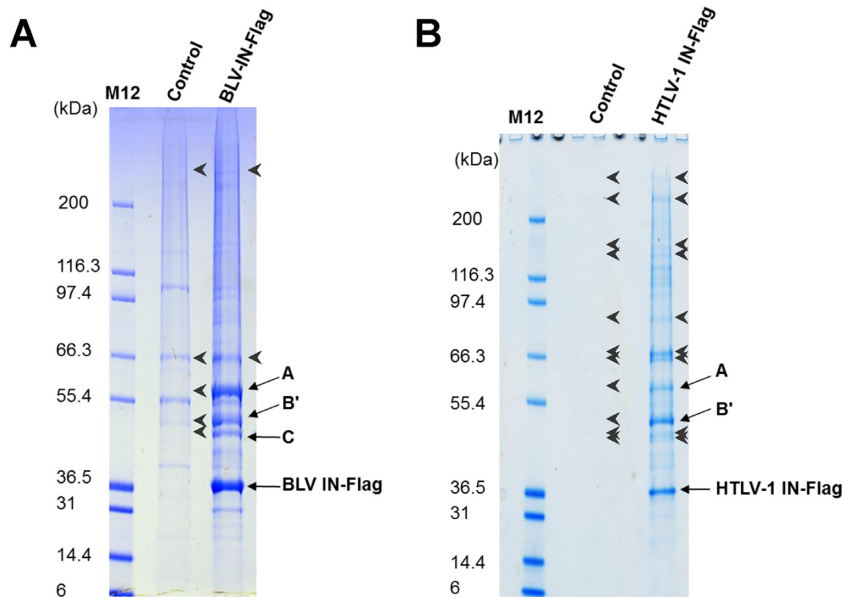 A
M12
Control
BLV-IN-Flag
(kDa)
200
116.3
97.4
66.3
55.4
36.5
31
14.4
6
A
B'
C
BLV IN-Flag
B
M12
Control
HTLV-1 IN-Flag
(kDa)
200
116.3
97.4
66.3
55.4
36.5
31
14.4
6
A
B'
HTLV-1 IN-Flag